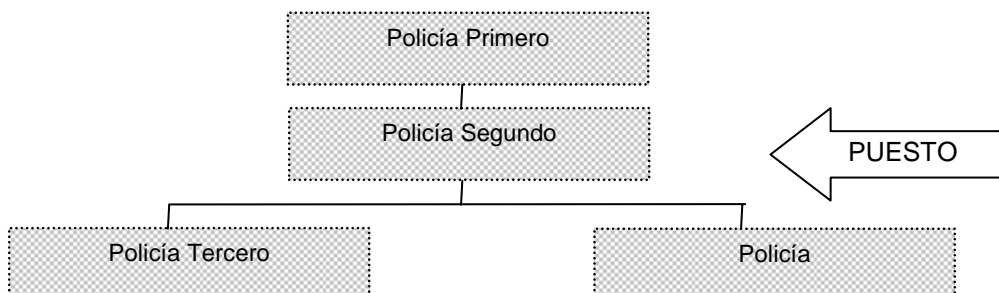 Policía Primero
Policía Segundo
PUESTO
Policía Tercero
Policía